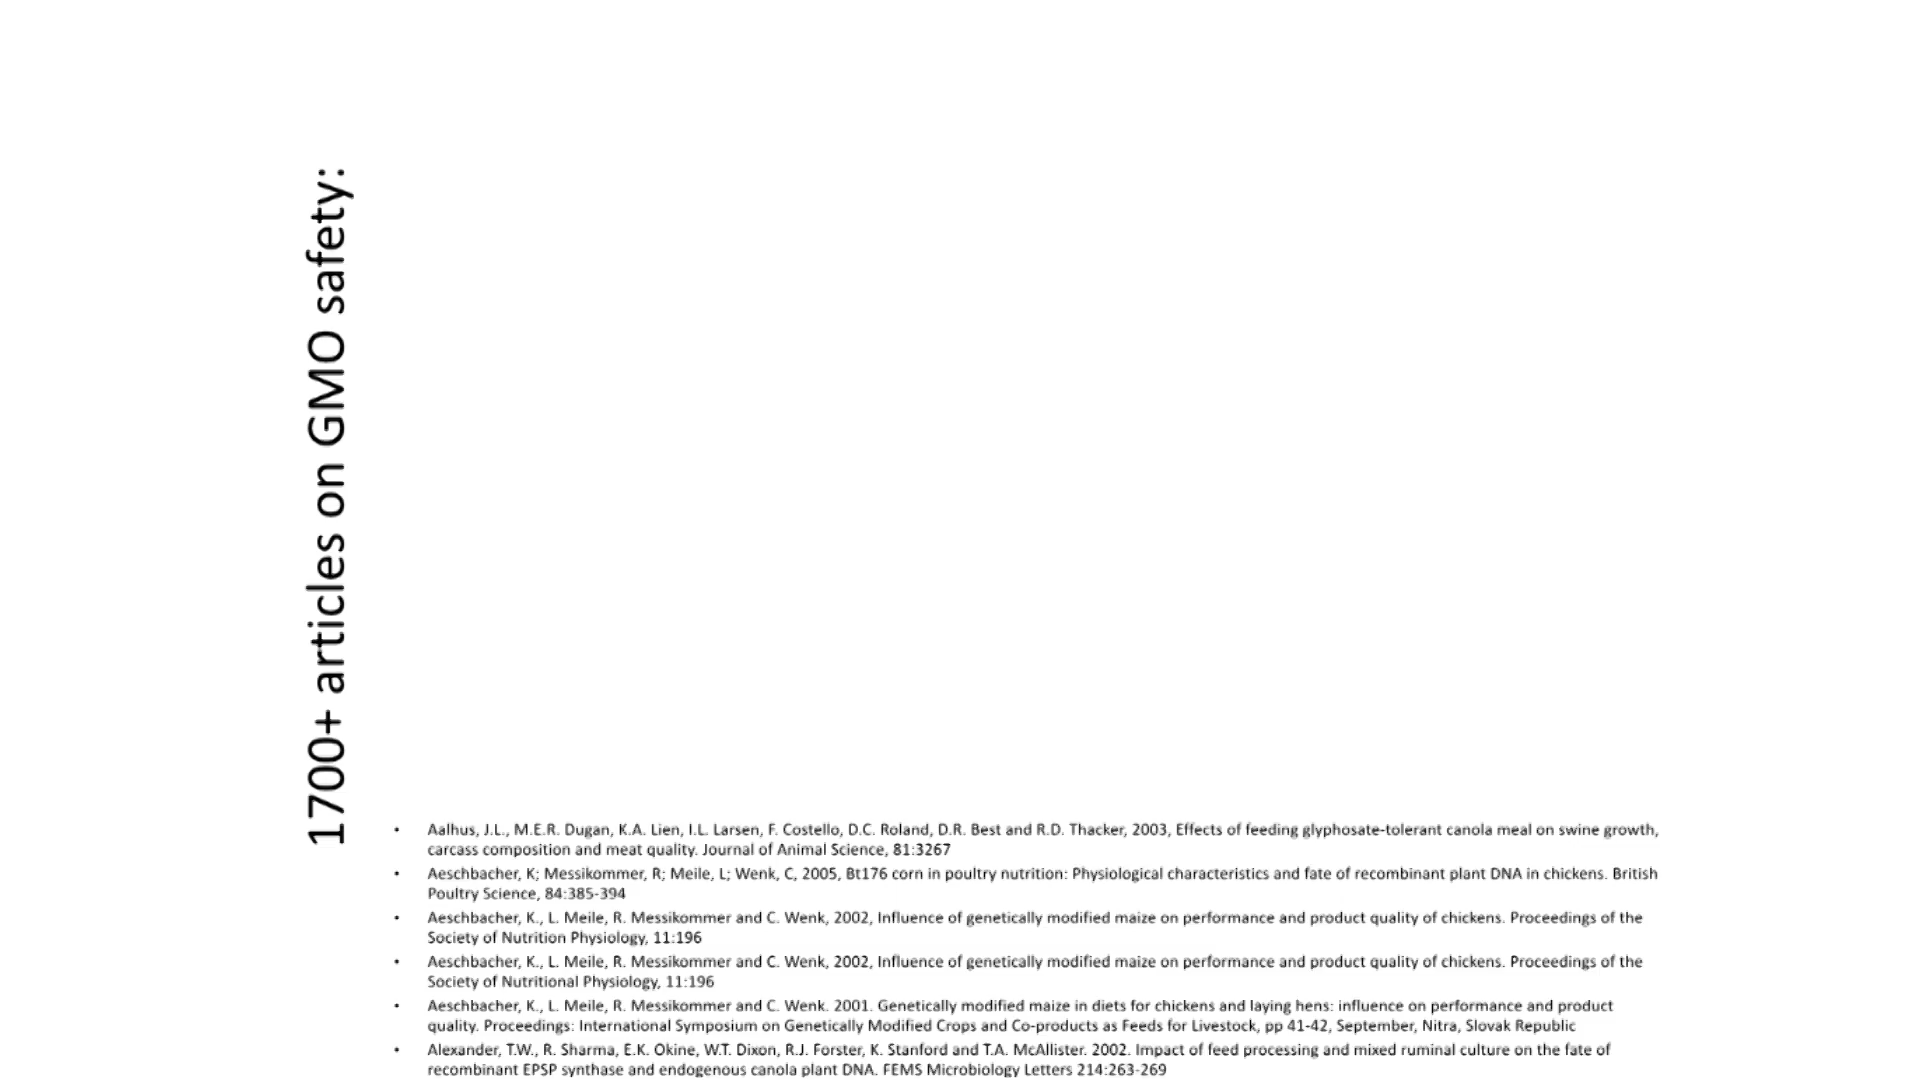 1700+ articles on GMO safety:
• Aalhus, J.L., M.E.R. Dugan, K.A. Lien, I.L. Larsen, F. Costello, D.C. Roland, D.R. Best and R.D. Thacker, 2003, Effects of feeding glyphosate-tolerant canola meal on swine growth,
carcass composition and meat quality. Journal of Animal Science, 81:3267
• Aeschbacher, K; Messikommer, R; Meile, L; Wenk, C, 2005, Bt176 corn in poultry nutrition: Physiological characteristics and fate of recombinant plant DNA in chickens. British
Poultry Science, 84:385-394
• Aeschbacher, K., L. Meile, R. Messikommer and C. Wenk, 2002, Influence of genetically modified maize on performance and product quality of chickens. Proceedings of the
Society of Nutrition Physiology, 11:196
• Aeschbacher, K., L. Meile, R. Messikommer and C. Wenk, 2002, Influence of genetically modified maize on performance and product quality of chickens. Proceedings of the
Society of Nutritional Physiology, 11:196
• Aeschbacher, K., L. Meile, R. Messikommer and C. Wenk. 2001. Genetically modified maize in diets for chickens and laying hens: influence on performance and product
quality. Proceedings: International Symposium on Genetically Modified Crops and Co-products as Feeds for Livestock, pp 41-42, September, Nitra, Slovak Republic
• Alexander, T.W., R. Sharma, E.K. Okine, W.T. Dixon, R.J. Forster, K. Stanford and T.A. McAllister. 2002. Impact of feed processing and mixed ruminal culture on the fate of
recombinant EPSP synthase and endogenous canola plant DNA. FEMS Microbiology Letters 214:263-269